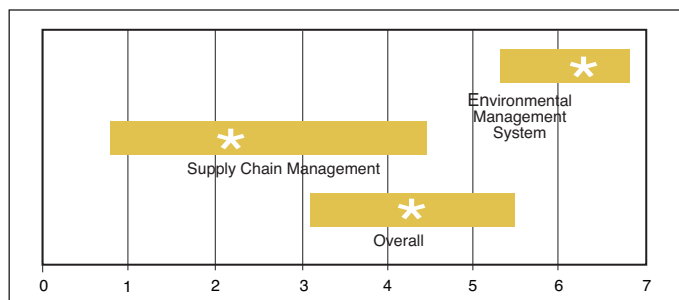 Environmental
Management
System
Supply Chain Management
Overall
0 1 2 3 4 5 6 7